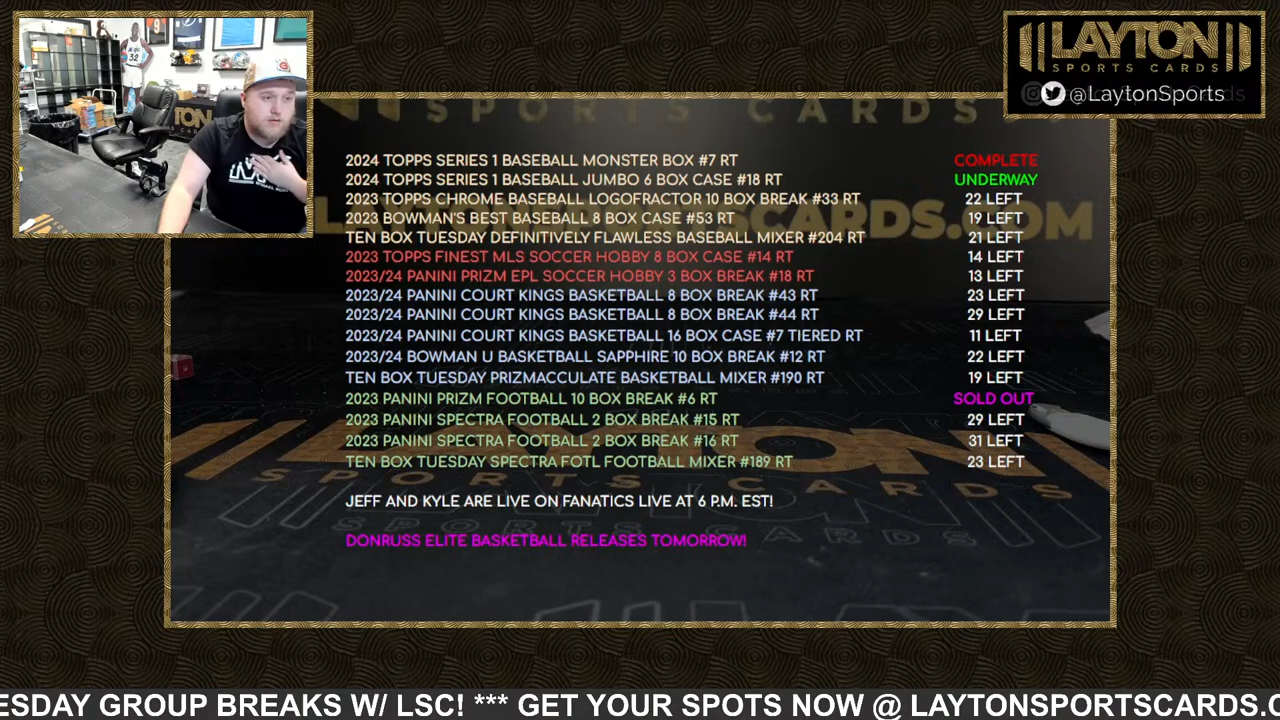 LAYTON
SPORTS CARDS
@LaytonSports
SPORTS CARDS
2024 TOPPS SERIES 1 BASEBALL MONSTER BOX #7 RT COMPLETE
2024 TOPPS SERIES 1 BASEBALL JUMBO 6 BOX CASE #18 RT UNDERWAY
2023 TOPPS CHROME BASEBALL LOGOFRACTOR 10 BOX BREAK #33 RT 22 LEFT
2023 BOWMAN'S BEST BASEBALL 8 BOX CASE #53 RT 19 LEFT
TEN BOX TUESDAY DEFINITIVELY FLAWLESS BASEBALL MIXER #204 RT 21 LEFT
2023 TOPPS FINEST MLS SOCCER HOBBY 8 BOX CASE #14 RT 14 LEFT
2023/24 PANINI PRIZM EPL SOCCER HOBBY 3 BOX BREAK #18 RT 13 LEFT
2023/24 PANINI COURT KINGS BASKETBALL 8 BOX BREAK #43 RT 23 LEFT
2023/24 PANINI COURT KINGS BASKETBALL 8 BOX BREAK #44 RT 29 LEFT
2023/24 PANINI COURT KINGS BASKETBALL 16 BOX CASE #7 TIERED RT 11 LEFT
2023/24 BOWMAN U BASKETBALL SAPPHIRE 10 BOX BREAK #12 RT 22 LEFT
TEN BOX TUESDAY PRIZMACCULATE BASKETBALL MIXER #190 RT 19 LEFT
2023 PANINI PRIZM FOOTBALL 10 BOX BREAK #6 RT SOLD OUT
2023 PANINI SPECTRA FOOTBALL 2 BOX BREAK #15 RT 29 LEFT
2023 PANINI SPECTRA FOOTBALL 2 BOX BREAK #16 RT 31 LEFT
TEN BOX TUESDAY SPECTRA FOTL FOOTBALL MIXER #189 RT 23 LEFT
JEFF AND KYLE ARE LIVE ON FANATICS LIVE AT 6 P.M. EST!
DONRUSS ELITE BASKETBALL RELEASES TOMORROW!
ESDAY GROUP BREAKS W/ LSC! *** GET YOUR SPOTS NOW @ LAYTONSPORTSCARDS.C